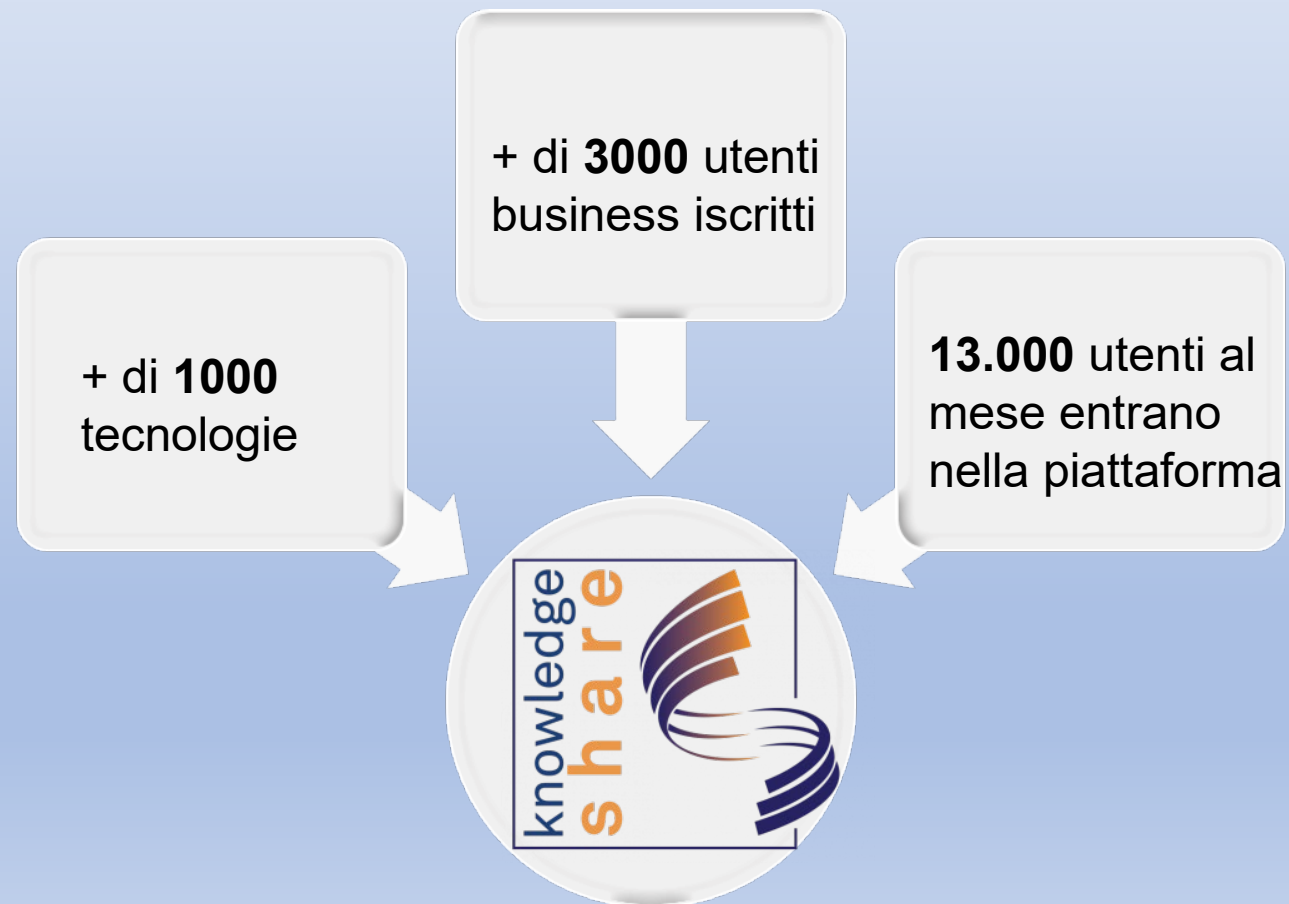 + di 1000
tecnologie
+ di 3000 utenti
business iscritti
13.000 utenti al
mese entrano
nella piattaforma
knowledge
share